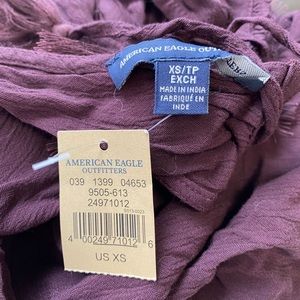 AMERICAN EAGLE OUTF
XS/TP
EXCH
MADE IN INDIA
FABRIQUÉ EN
INDE
AMERICAN EAGLE
OUTFITTERS
039 1399 04653
9505-613
24971012
4 00249 71012 6
US XS